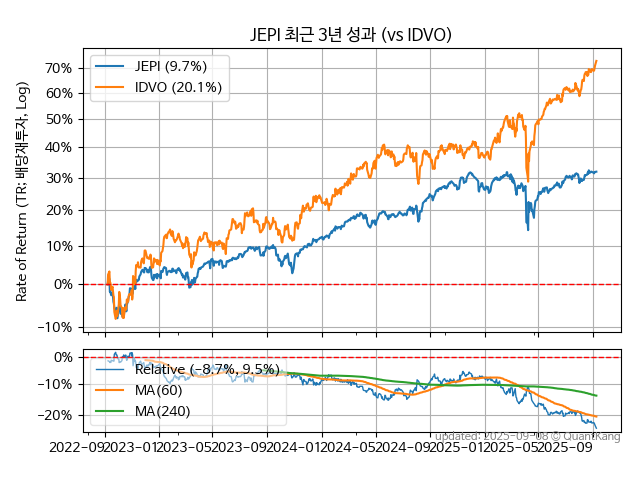 JEPI 최근 3년 성과 (vs IDVO)
Rate of Return (TR; 배당재투자, Log)
70%
60%
50%
40%
30%
20%
10%
0%
−10%
JEPI (9.7%)
IDVO (20.1%)
0%
−10%
−20%
Relative (−8.7%, 9.5%)
MA(60)
MA(240)
updated: 2025-09-08 © QuantKang
2022-09 2023-01 2023-05 2023-09 2024-01 2024-05 2024-09 2025-01 2025-05 2025-09